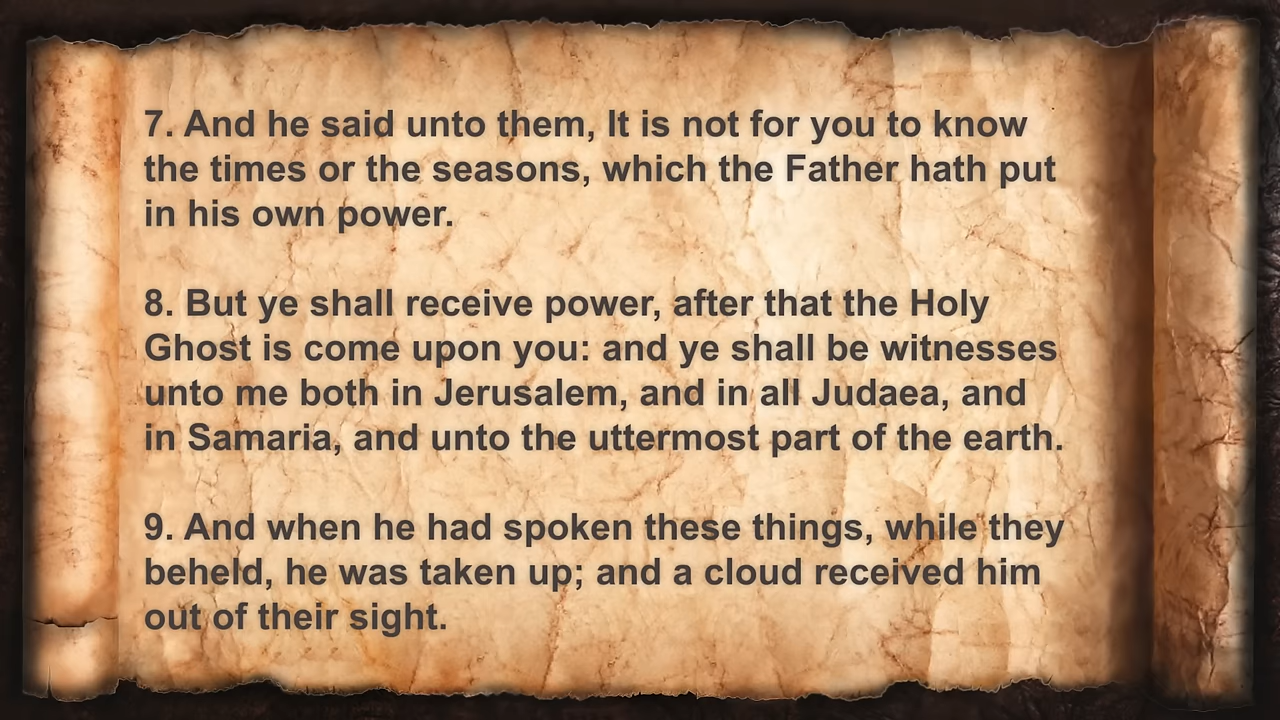 7. And he said unto them, It is not for you to know
the times or the seasons, which the Father hath put
in his own power.
8. But ye shall receive power, after that the Holy
Ghost is come upon you: and ye shall be witnesses
unto me both in Jerusalem, and in all Judaea, and
in Samaria, and unto the uttermost part of the earth.
9. And when he had spoken these things, while they
beheld, he was taken up; and a cloud received him
out of their sight.